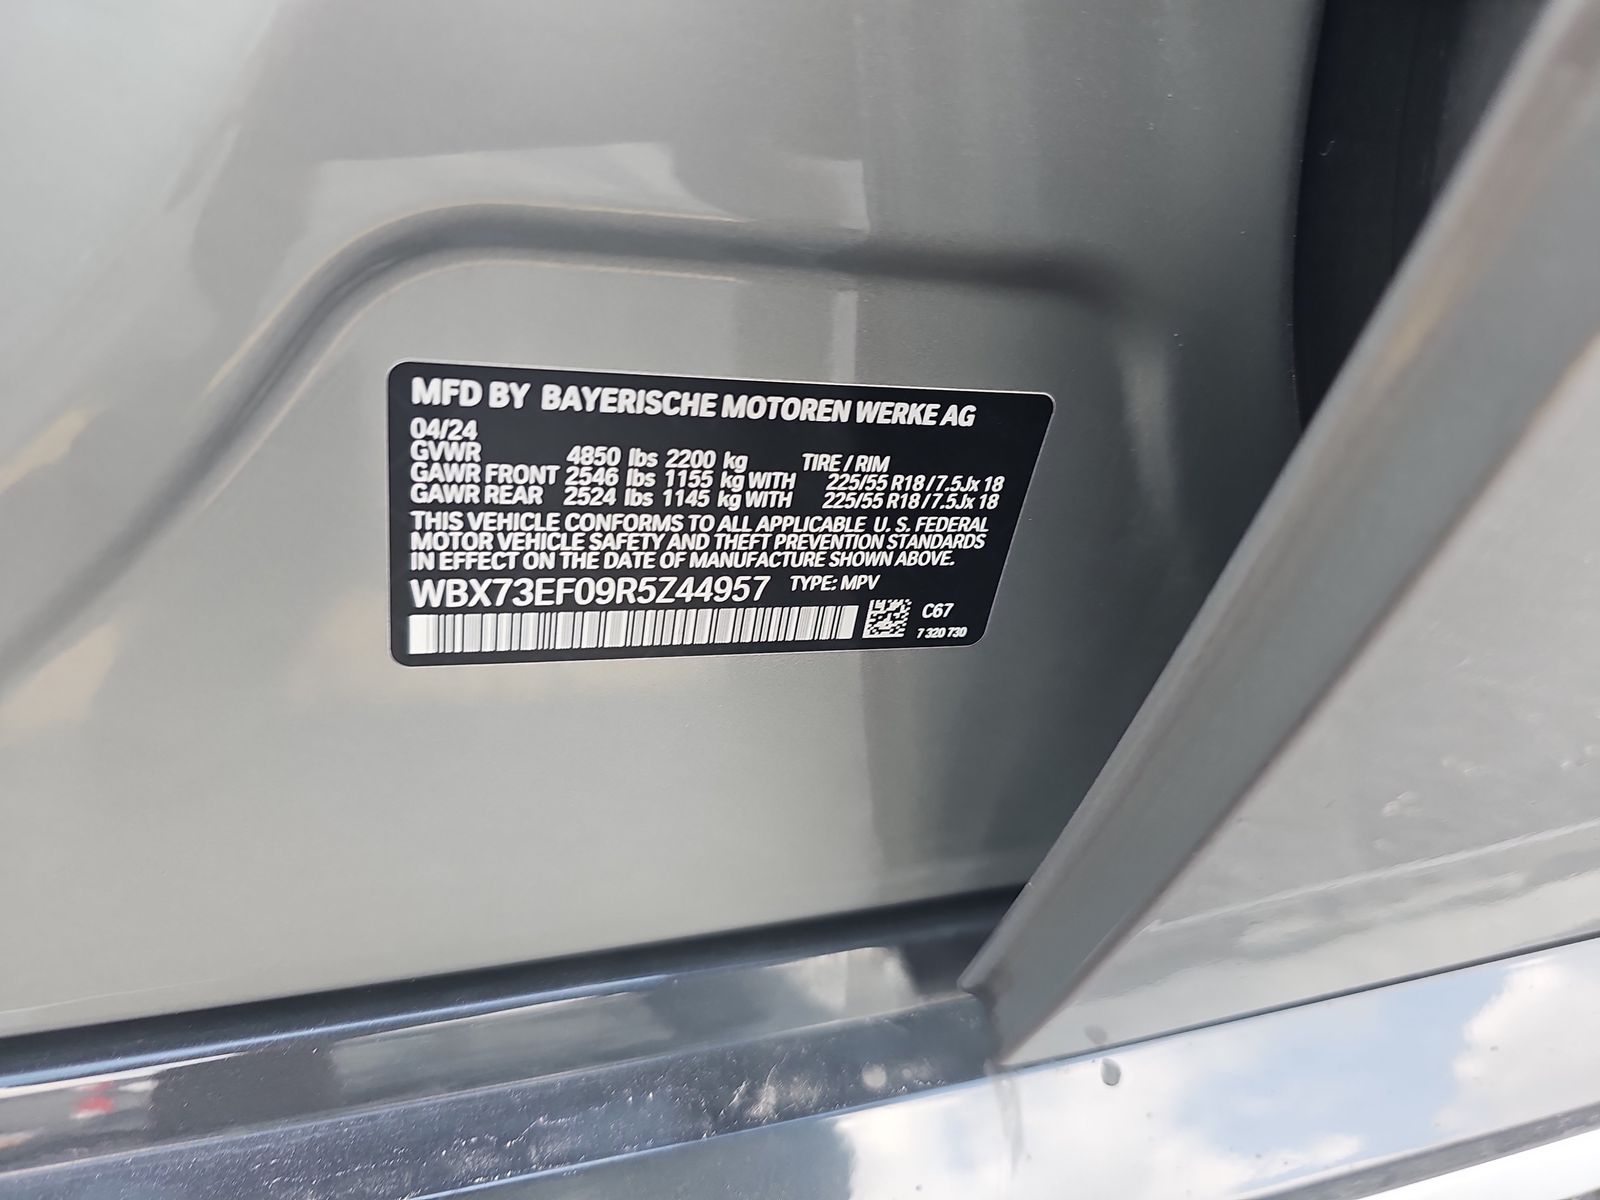 MFD BY BAYERISCHE MOTOREN WERKE AG
04/24
GVWR 4850 lbs 2200 kg TIRE / RIM
GAWR FRONT 2546 lbs 1155 kg WITH 225/55 R18 / 7.5Jx 18
GAWR REAR 2524 lbs 1145 kg WITH 225/55 R18 / 7.5Jx 18
THIS VEHICLE CONFORMS TO ALL APPLICABLE U. S. FEDERAL
MOTOR VEHICLE SAFETY AND THEFT PREVENTION STANDARDS
IN EFFECT ON THE DATE OF MANUFACTURE SHOWN ABOVE.
WBX73EF09R5Z44957 TYPE: MPV
C67
7 320 730